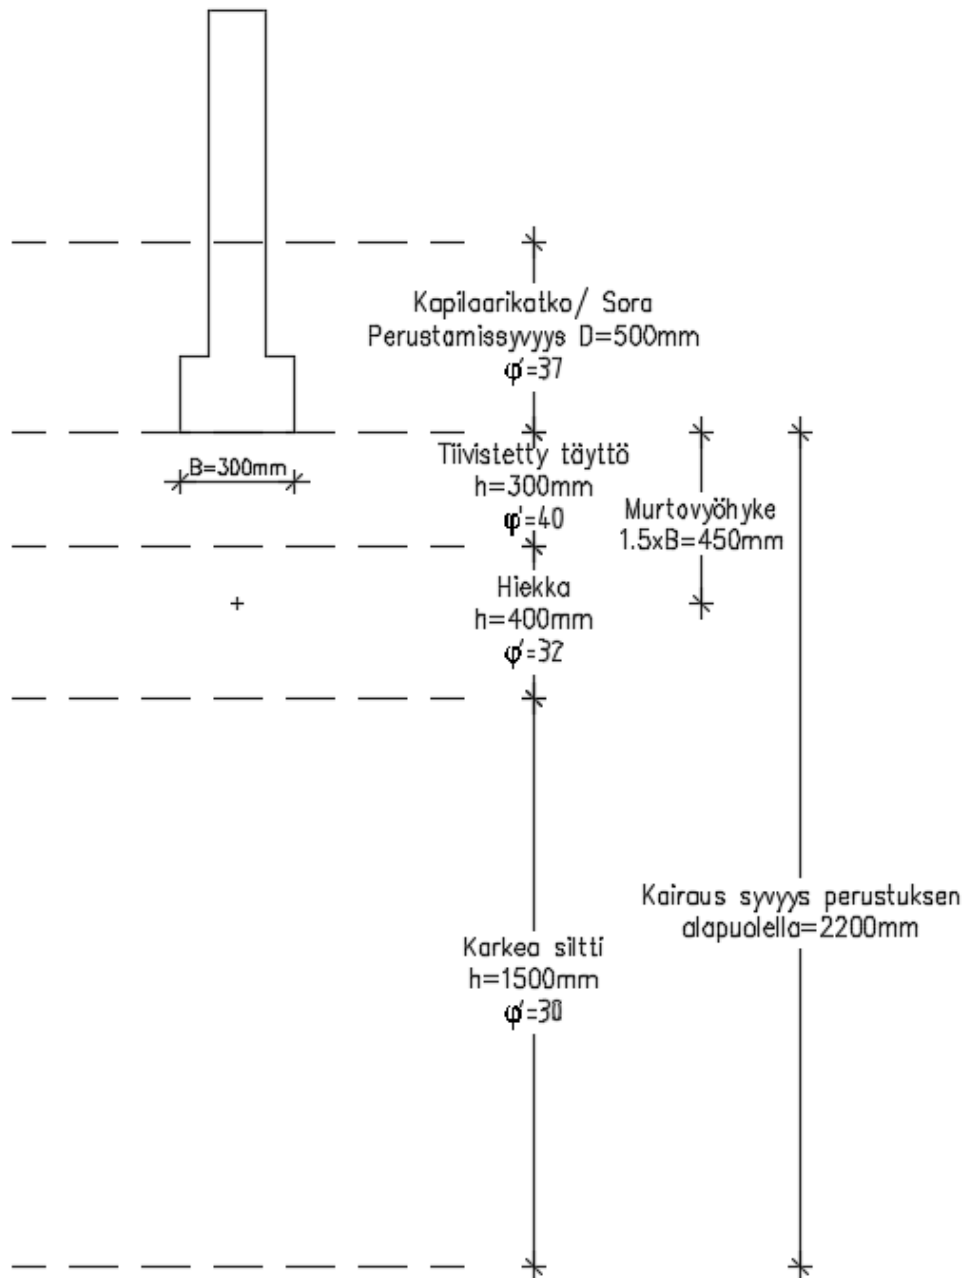 Kapilaarikatko/ Sora
Perustamissyvyys D=500mm
φ'=37
Tiivistetty täyttö
h=300mm
φ'=40
B=300mm
Murtovyöhyke
1.5xB=450mm
Hiekka
h=400mm
φ'=32
Kairaus syvyys perustuksen
alapuolella=2200mm
Karkea siltti
h=1500mm
φ'=30